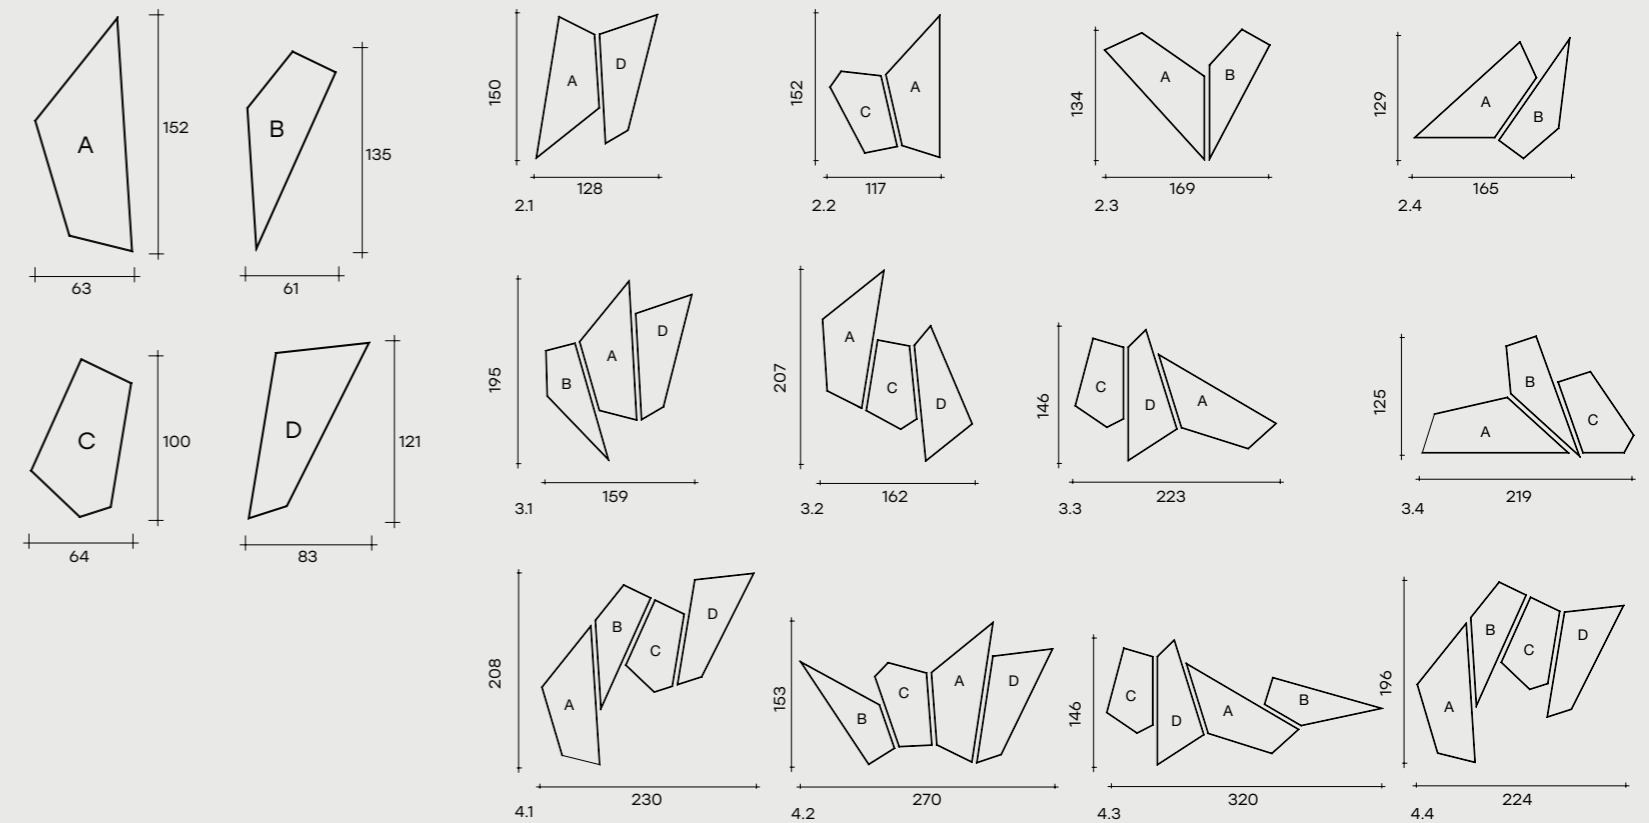 A
152
63
B
135
61
C
100
64
D
121
83
150
A
D
128
2.1
152
C
A
117
2.2
134
A
B
169
2.3
129
A
B
165
2.4
195
B
A
D
159
3.1
207
A
C
D
162
3.2
146
C
D
A
223
3.3
125
A
B
C
219
3.4
208
A
B
C
D
230
4.1
153
B
C
A
D
270
4.2
146
C
D
A
B
320
4.3
196
A
B
C
D
224
4.4